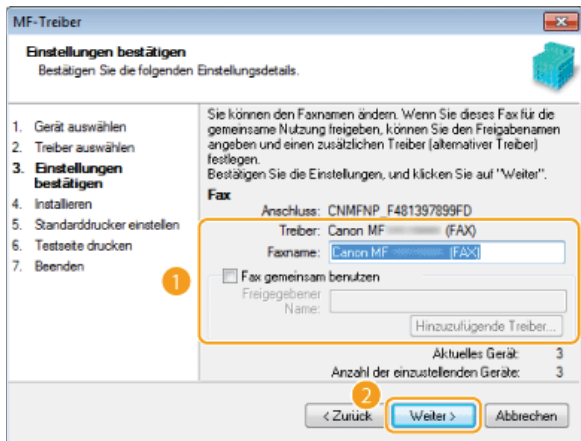 MF-Treiber
Einstellungen bestätigen
Bestätigen Sie die folgenden Einstellungsdetails.
1. Gerät auswählen
2. Treiber auswählen
3. Einstellungen
bestätigen
4. Installieren
5. Standarddrucker einstellen
6. Testseite drucken
7. Beenden
Sie können den Faxnamen ändern. Wenn Sie dieses Fax für die
gemeinsame Nutzung freigeben, können Sie den Freigabenamen
angeben und einen zusätzlichen Treiber (alternativer Treiber)
festlegen.
Bestätigen Sie die Einstellungen, und klicken Sie auf "Weiter".
Fax
Anschluss: CNMFNP_F481397899FD
Treiber: Canon MF (FAX)
Faxname: Canon MF (FAX)
1
Fax gemeinsam benutzen
Freigegebener
Name:
Hinzuzufügende Treiber...
Aktuelles Gerät: 3
Anzahl der einzustellenden Geräte: 3
2
< Zurück Weiter > Abbrechen